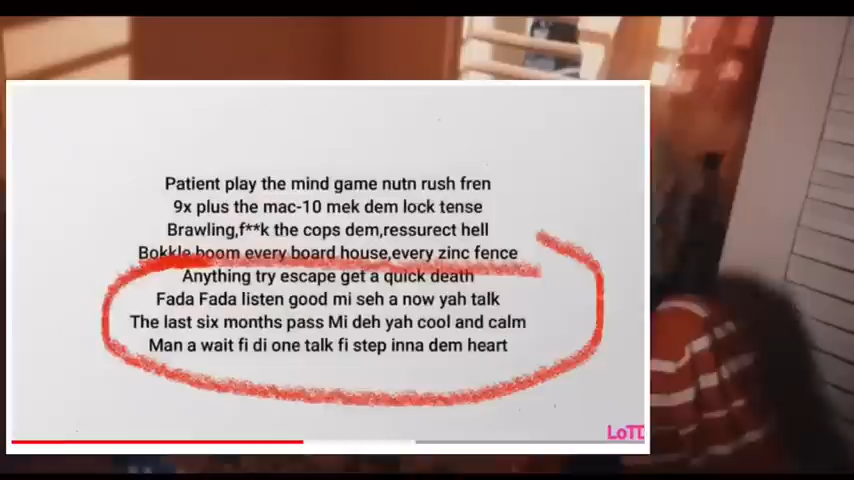 Patient play the mind game nutn rush fren
9x plus the mac-10 mek dem lock tense
Brawling,f**k the cops dem,ressurect hell
Bokkle boom every board house,every zinc fence
Anything try escape get a quick death
Fada Fada listen good mi seh a now yah talk
The last six months pass Mi deh yah cool and calm
Man a wait fi di one talk fi step inna dem heart